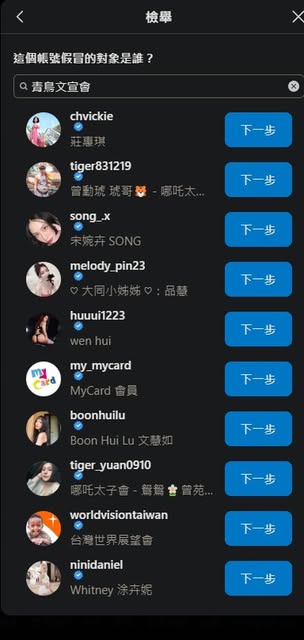 檢舉
這個帳號假冒的對象是誰？
青鳥文宣會
chvickie
莊惠琪
下一步
tiger831219
曾勳琥 琥哥🐯 - 哪吒太...
下一步
song_.x
宋婉卉 SONG
下一步
melody_pin23
♡ 大同小姊姊 ♡：品慧
下一步
huuui1223
wen hui
下一步
my_mycard
MyCard 會員
下一步
boonhuilu
Boon Hui Lu 文慧如
下一步
tiger_yuan0910
哪吒太子會 - 鴛鴛 曾苑...
下一步
worldvisiontaiwan
台灣世界展望會
下一步
ninidaniel
Whitney 涂卉妮
下一步